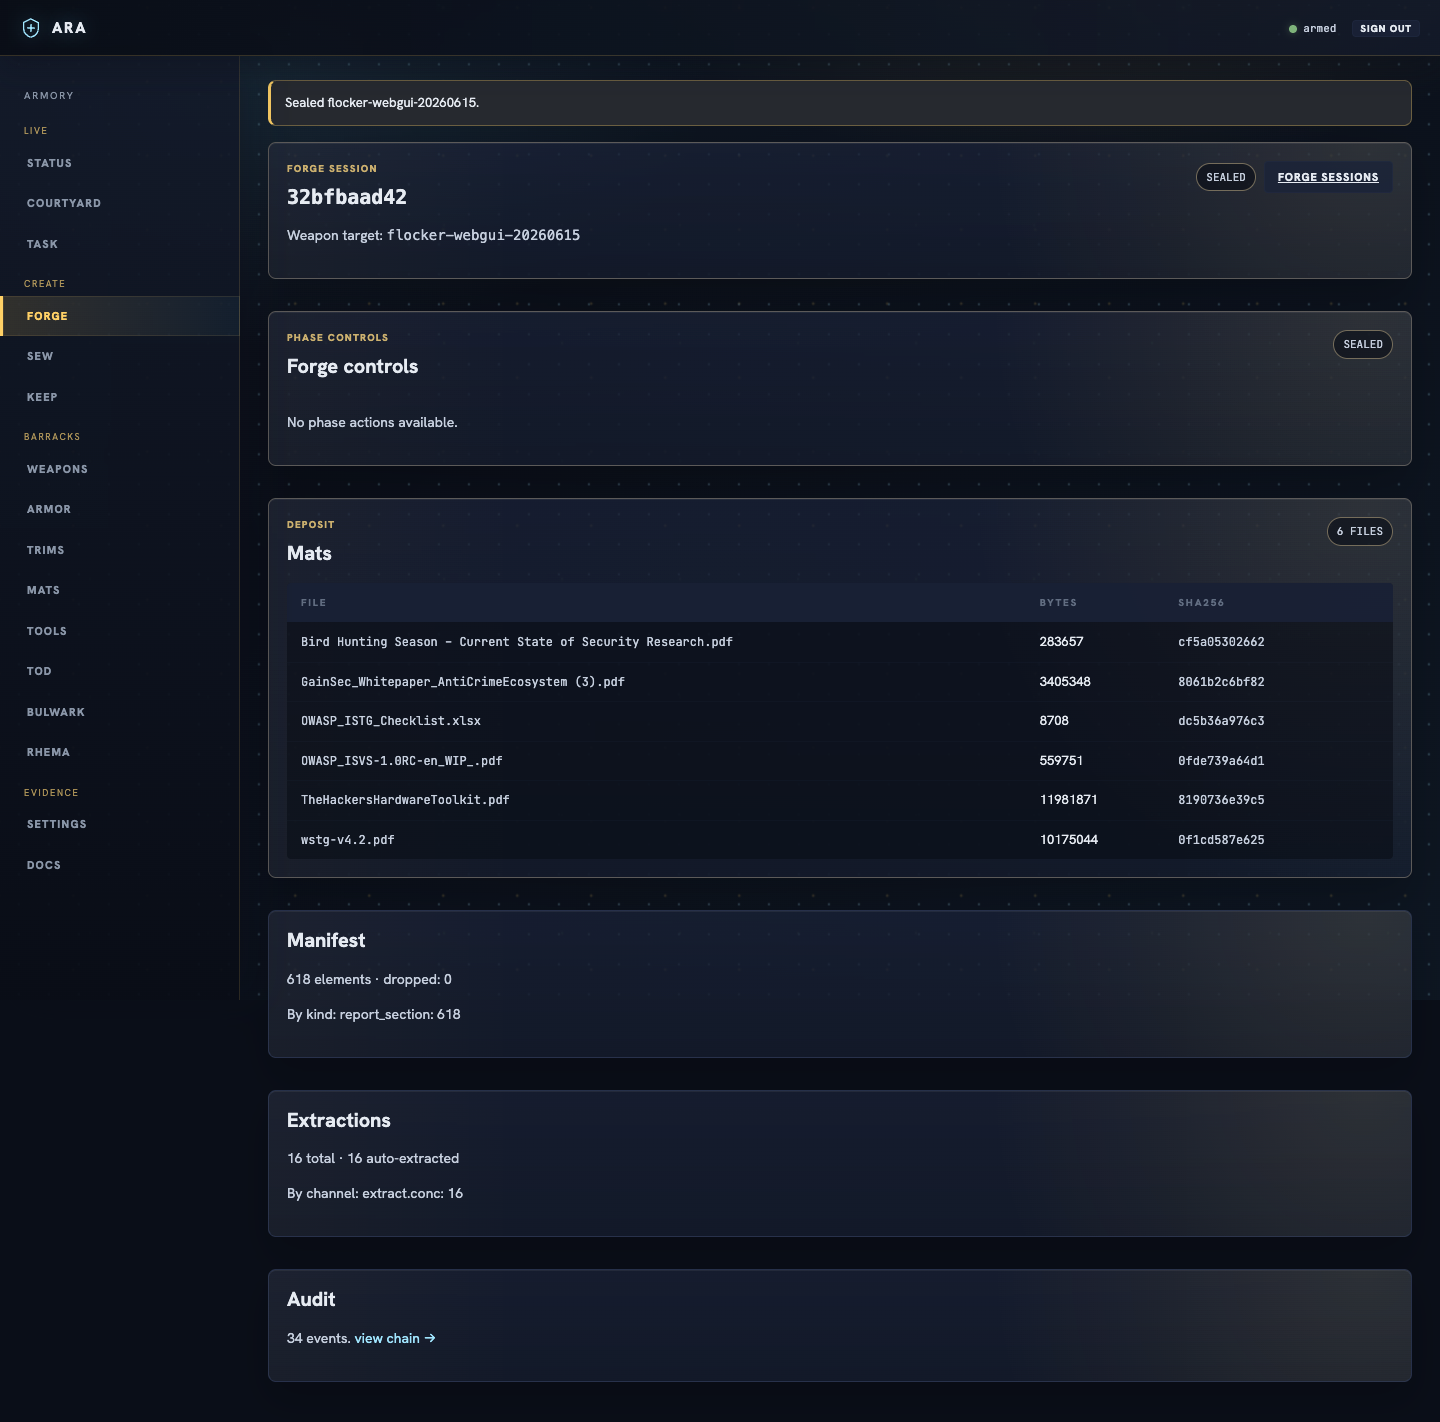 ARA
armed
SIGN OUT
ARMORY
LIVE
STATUS
COURTYARD
TASK
CREATE
FORGE
SEW
KEEP
BARRACKS
WEAPONS
ARMOR
TRIMS
MATS
TOOLS
TOD
BULWARK
RHEMA
EVIDENCE
SETTINGS
DOCS
Sealed flocker-webgui-20260615.
FORGE SESSION
32bfbaad42
SEALED
FORGE SESSIONS
Weapon target: flocker-webgui-20260615
PHASE CONTROLS
Forge controls
SEALED
No phase actions available.
DEPOSIT
Mats
6 FILES
FILE BYTES SHA256
Bird Hunting Season - Current State of Security Research.pdf 283657 cf5a05302662
GainSec_Whitepaper_AntiCrimeEcosystem (3).pdf 3405348 8061b2c6bf82
OWASP_ISTG_Checklist.xlsx 8708 dc5b36a976c3
OWASP_ISVS-1.0RC-en_WIP_.pdf 559751 0fde739a64d1
TheHackersHardwareToolkit.pdf 11981871 8190736e39c5
wstg-v4.2.pdf 10175044 0f1cd587e625
Manifest
618 elements · dropped: 0
By kind: report_section: 618
Extractions
16 total · 16 auto-extracted
By channel: extract.conc: 16
Audit
34 events. view chain →